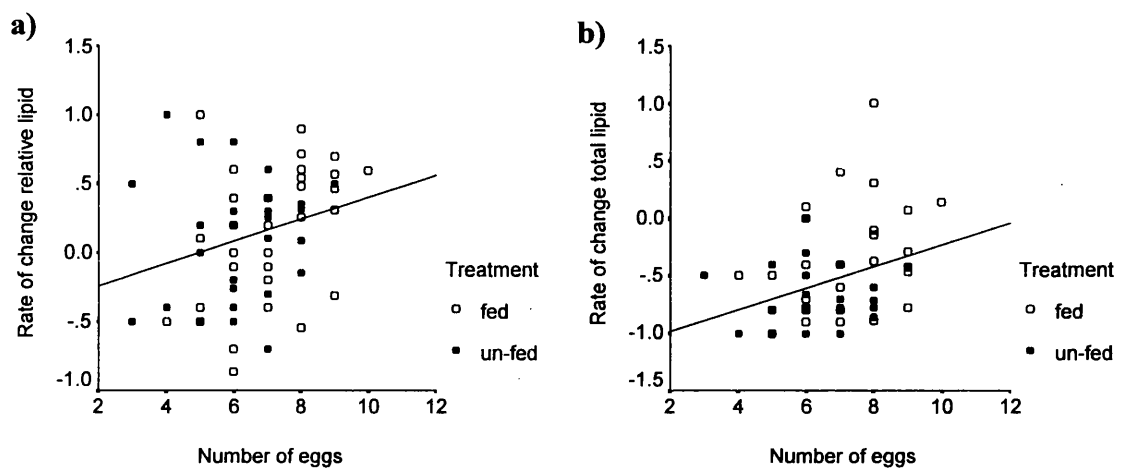 a)
Rate of change relative lipid
1.5
1.0
.5
0.0
-.5
-1.0
2 4 6 8 10 12
Number of eggs
Treatment
fed
un-fed
b)
Rate of change total lipid
1.5
1.0
.5
0.0
-.5
-1.0
-1.5
2 4 6 8 10 12
Number of eggs
Treatment
fed
un-fed